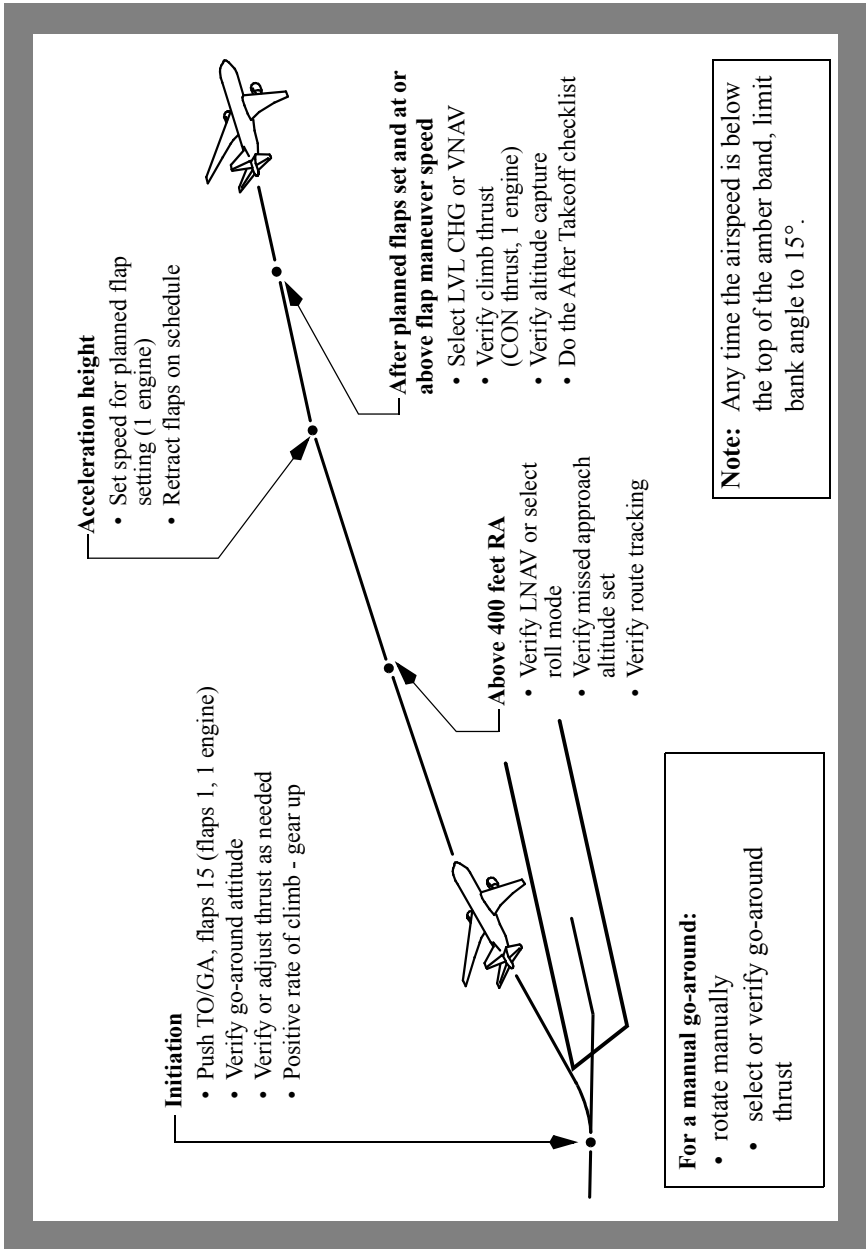 Initiation
• Push TO/GA, flaps 15 (flaps 1, 1 engine)
• Verify go-around attitude
• Verify or adjust thrust as needed
• Positive rate of climb - gear up
Acceleration height
• Set speed for planned flap
setting (1 engine)
• Retract flaps on schedule
Above 400 feet RA
• Verify LNAV or select
roll mode
• Verify missed approach
altitude set
• Verify route tracking
After planned flaps set and at or
above flap maneuver speed
• Select LVL CHG or VNAV
• Verify climb thrust
(CON thrust, 1 engine)
• Verify altitude capture
• Do the After Takeoff checklist
For a manual go-around:
• rotate manually
• select or verify go-around
thrust
Note: Any time the airspeed is below
the top of the amber band, limit
bank angle to 15°.